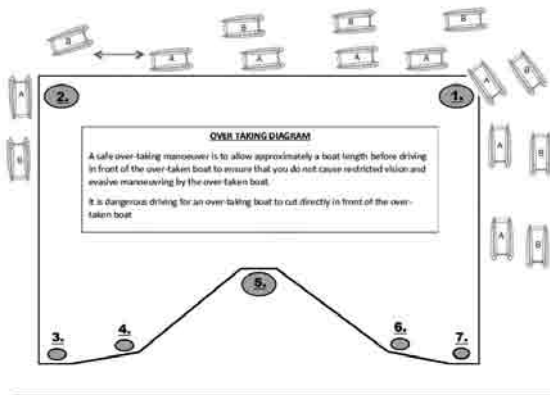 B B B B
A A A A
A A B
2. 1.
OVER TAKING DIAGRAM
A safe over-taking manoeuver is to allow approximately a boat length before driving
in front of the over-taken boat to ensure that you do not cause restricted vision and
evasive manoeuvring by the over-taken boat.
It is dangerous driving for an over-taking boat to cut directly in front of the over-
taken boat
B A B
A B
5.
3. 4. 6. 7.